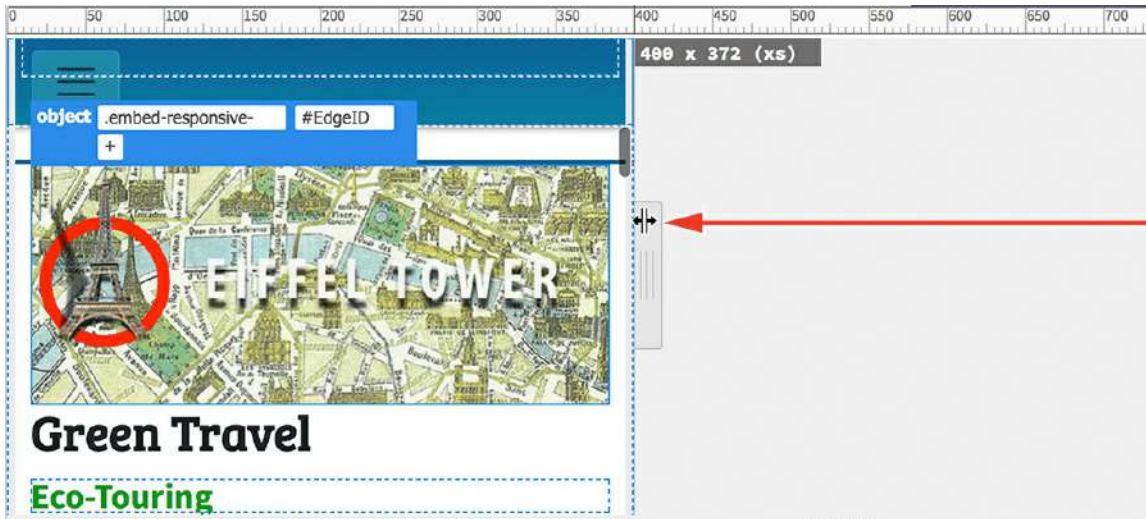 0 50 100 150 200 250 300 350 400 450 500 550 600 650 700
400 x 372 (xs)
object .embed-responsive- #EdgeID
+
EIFFEL TOWER
Green Travel
Eco-Touring